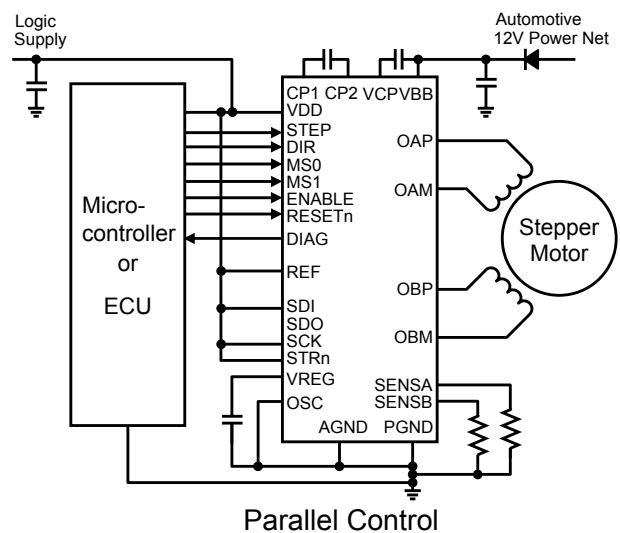 Logic
Supply
Automotive
12V Power Net
CP1 CP2 VCPVBB
VDD
STEP
DIR
MS0
MS1
ENABLE
RESETn
DIAG
REF
SDI
SDO
SCK
STRn
VREG
OSC
AGND PGND
OAP
OAM
OBP
OBM
SENSA
SENSB
Micro-
controller
or
ECU
Stepper
Motor
Parallel Control